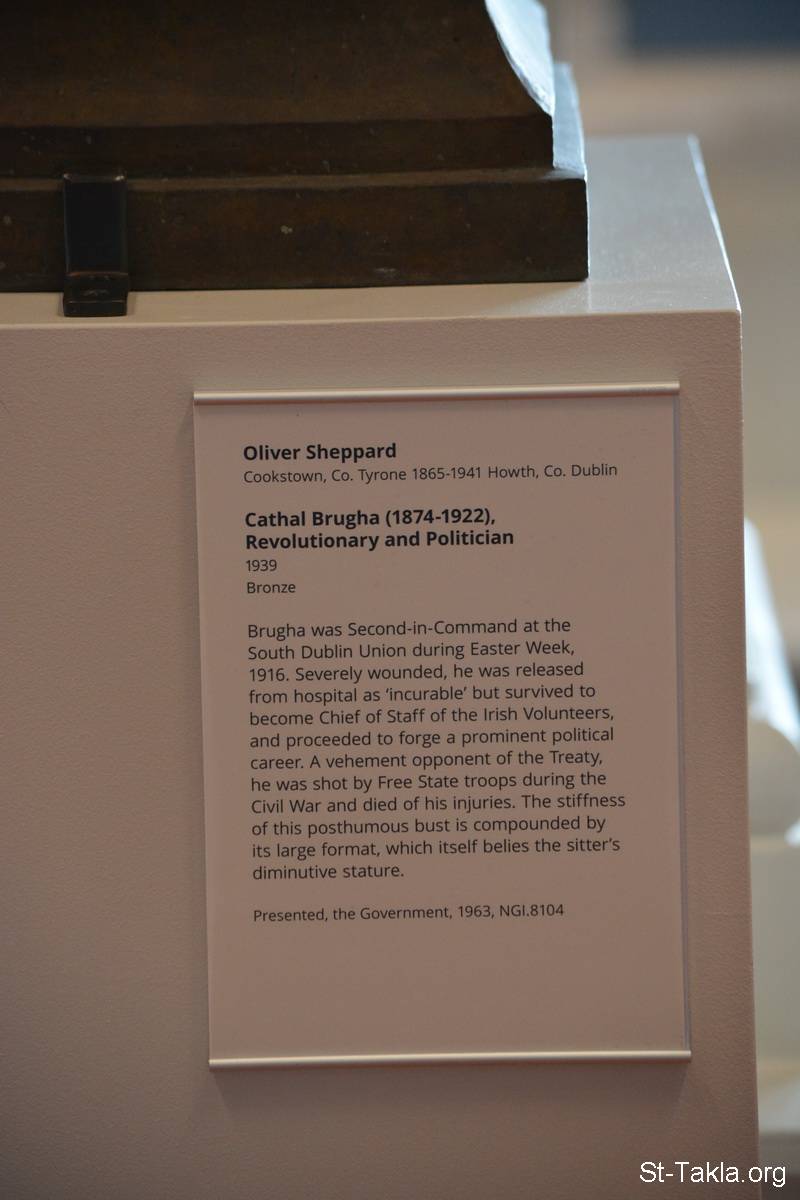 Oliver Sheppard
Cookstown, Co. Tyrone 1865-1941 Howth, Co. Dublin
Cathal Brugha (1874-1922),
Revolutionary and Politician
1939
Bronze
Brugha was Second-in-Command at the
South Dublin Union during Easter Week,
1916. Severely wounded, he was released
from hospital as ‘incurable’ but survived to
become Chief of Staff of the Irish Volunteers,
and proceeded to forge a prominent political
career. A vehement opponent of the Treaty,
he was shot by Free State troops during the
Civil War and died of his injuries. The stiffness
of this posthumous bust is compounded by
its large format, which itself belies the sitter’s
diminutive stature.
Presented, the Government, 1963, NGI.8104
St-Takla.org